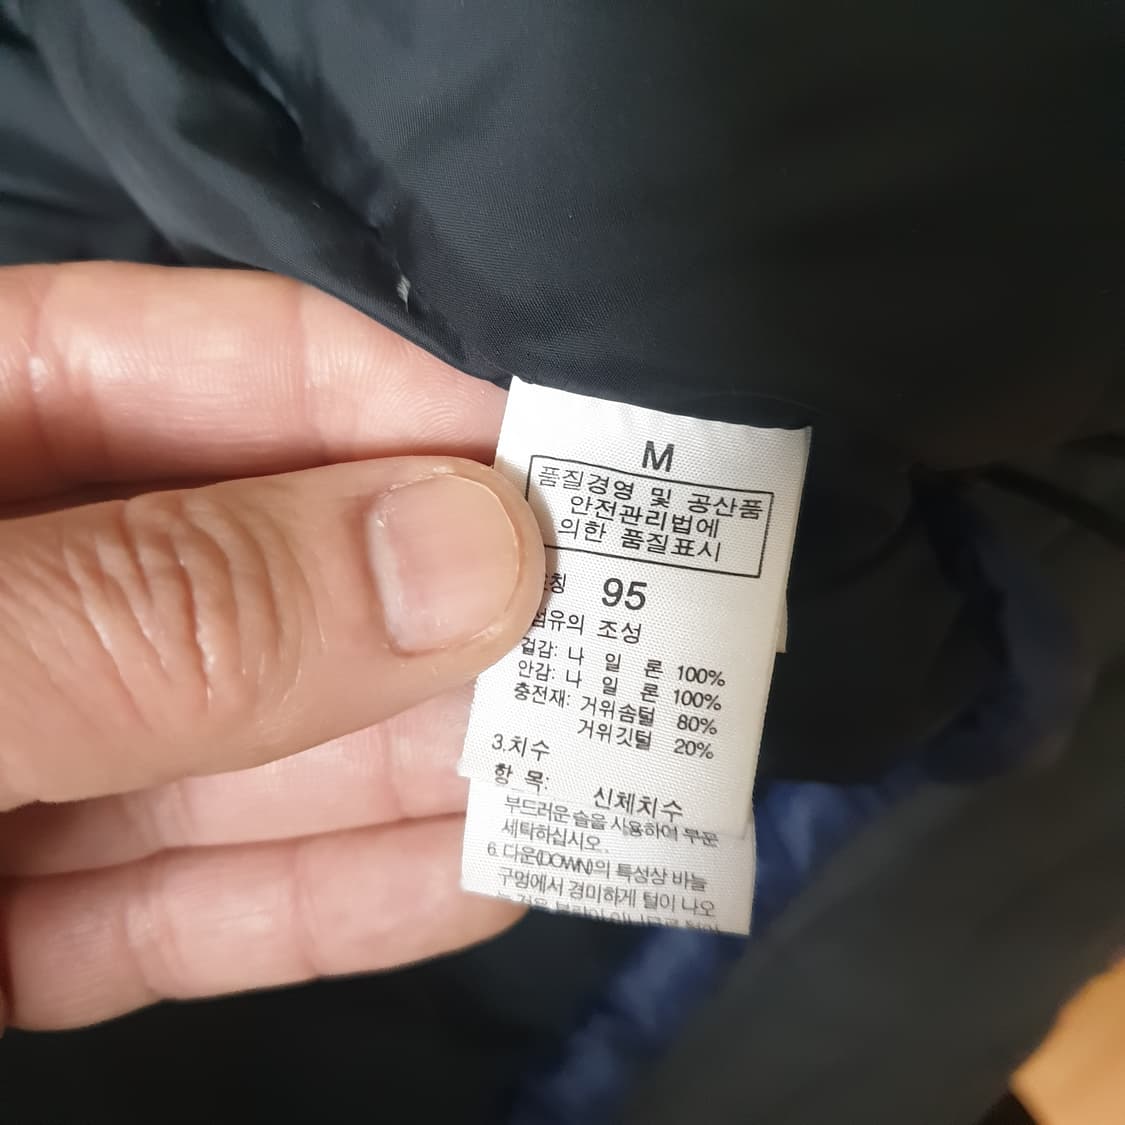 M
품질경영 및 공산품
안전관리법에
의한 품질표시
95
섬유의 조성
겉감: 나 일 론 100%
안감: 나 일 론 100%
충전재: 거위솜털 80%
거위깃털 20%
3.치수
항 목: 신체치수
부드러운 솔을 사용하여
세탁하십시오.
6. 다운(DOWN)의 특성상 바늘
구멍에서 경미하게 털이 나오